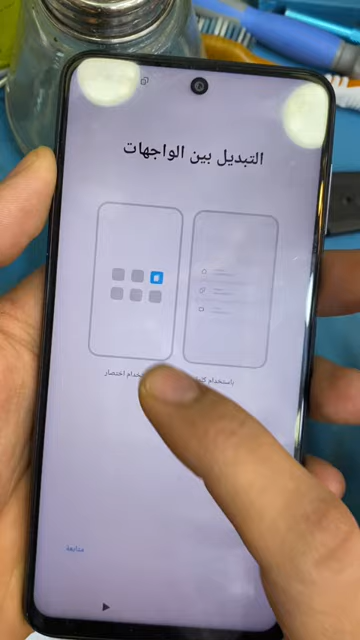 التبديل بين الواجهات
باستخدام
اختصار
متابعة